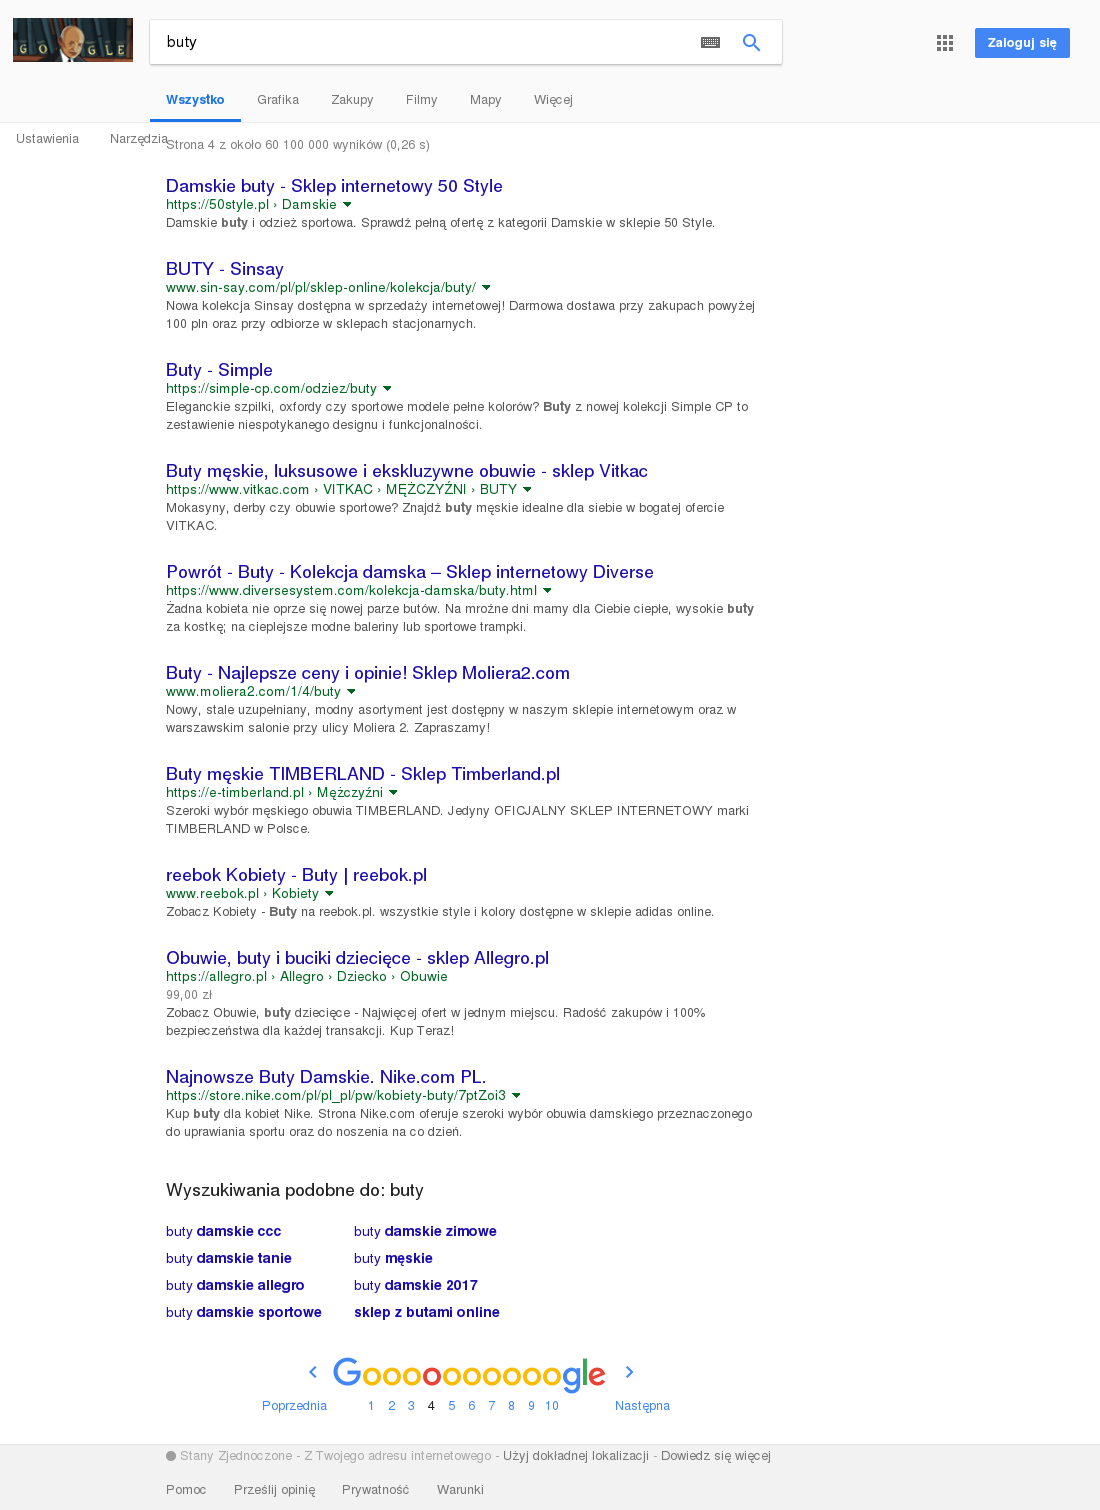 GOOGLE
buty
Zaloguj się
Wszystko Grafika Zakupy Filmy Mapy Więcej
Ustawienia Narzędzia
Strona 4 z około 60 100 000 wyników (0,26 s)
Damskie buty - Sklep internetowy 50 Style
https://50style.pl › Damskie
Damskie buty i odzież sportowa. Sprawdź pełną ofertę z kategorii Damskie w sklepie 50 Style.
BUTY - Sinsay
www.sin-say.com/pl/pl/sklep-online/kolekcja/buty/
Nowa kolekcja Sinsay dostępna w sprzedaży internetowej! Darmowa dostawa przy zakupach powyżej
100 pln oraz przy odbiorze w sklepach stacjonarnych.
Buty - Simple
https://simple-cp.com/odziez/buty
Eleganckie szpilki, oxfordy czy sportowe modele pełne kolorów? Buty z nowej kolekcji Simple CP to
zestawienie niespotykanego designu i funkcjonalności.
Buty męskie, luksusowe i ekskluzywne obuwie - sklep Vitkac
https://www.vitkac.com › VITKAC › MĘŻCZYŹNI › BUTY
Mokasyny, derby czy obuwie sportowe? Znajdź buty męskie idealne dla siebie w bogatej ofercie
VITKAC.
Powrót - Buty - Kolekcja damska – Sklep internetowy Diverse
https://www.diversesystem.com/kolekcja-damska/buty.html
Żadna kobieta nie oprze się nowej parze butów. Na mroźne dni mamy dla Ciebie ciepłe, wysokie buty
za kostkę; na cieplejsze modne baleriny lub sportowe trampki.
Buty - Najlepsze ceny i opinie! Sklep Moliera2.com
www.moliera2.com/1/4/buty
Nowy, stale uzupełniany, modny asortyment jest dostępny w naszym sklepie internetowym oraz w
warszawskim salonie przy ulicy Moliera 2. Zapraszamy!
Buty męskie TIMBERLAND - Sklep Timberland.pl
https://e-timberland.pl › Mężczyźni
Szeroki wybór męskiego obuwia TIMBERLAND. Jedyny OFICJALNY SKLEP INTERNETOWY marki
TIMBERLAND w Polsce.
reebok Kobiety - Buty | reebok.pl
www.reebok.pl › Kobiety
Zobacz Kobiety - Buty na reebok.pl. wszystkie style i kolory dostępne w sklepie adidas online.
Obuwie, buty i buciki dziecięce - sklep Allegro.pl
https://allegro.pl › Allegro › Dziecko › Obuwie
99,00 zł
Zobacz Obuwie, buty dziecięce - Najwięcej ofert w jednym miejscu. Radość zakupów i 100%
bezpieczeństwa dla każdej transakcji. Kup Teraz!
Najnowsze Buty Damskie. Nike.com PL.
https://store.nike.com/pl/pl_pl/pw/kobiety-buty/7ptZoi3
Kup buty dla kobiet Nike. Strona Nike.com oferuje szeroki wybór obuwia damskiego przeznaczonego
do uprawiania sportu oraz do noszenia na co dzień.
Wyszukiwania podobne do: buty
buty damskie ccc buty damskie zimowe
buty damskie tanie buty męskie
buty damskie allegro buty damskie 2017
buty damskie sportowe sklep z butami online
Goooooooooogle
Poprzednia 1 2 3 4 5 6 7 8 9 10 Następna
Stany Zjednoczone - Z Twojego adresu internetowego - Użyj dokładnej lokalizacji - Dowiedz się więcej
Pomoc Prześlij opinię Prywatność Warunki